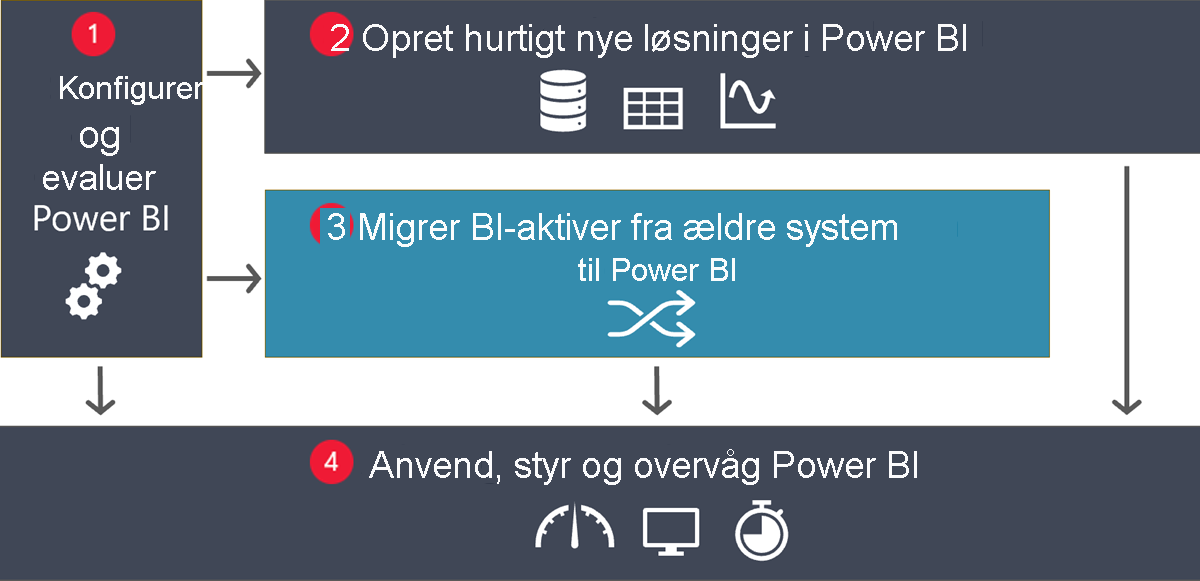 1
Konfigurer
og
evaluer
Power BI
2 Opret hurtigt nye løsninger i Power BI
3 Migrer BI-aktiver fra ældre system
til Power BI
4 Anvend, styr og overvåg Power BI